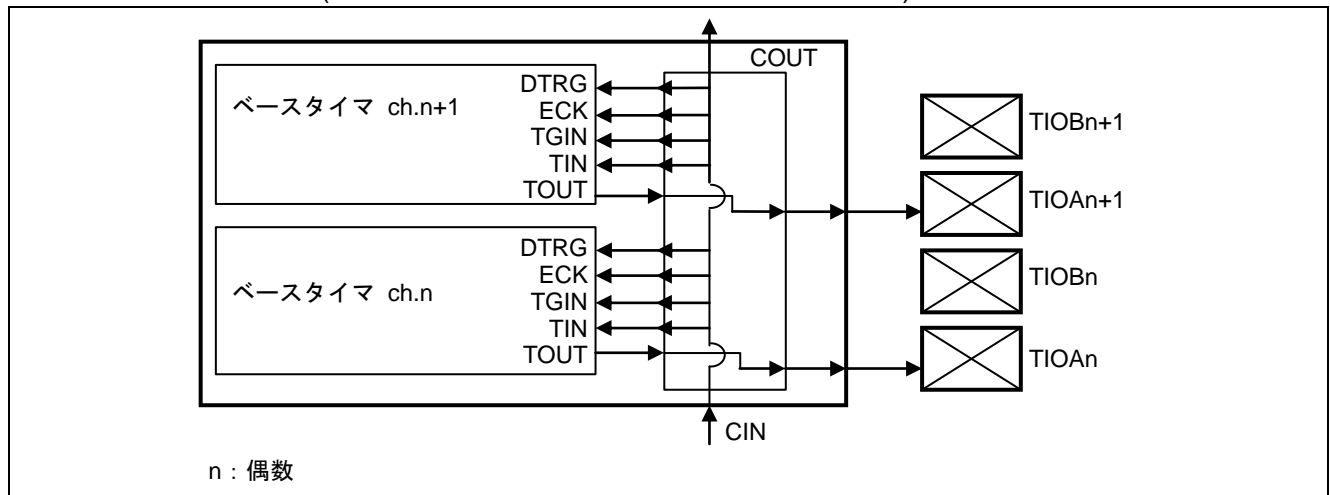 COUT
ベースタイマ ch.n+1
DTRG
ECK
TGIN
TIN
TOUT
TIOBn+1
TIOAn+1
ベースタイマ ch.n
DTRG
ECK
TGIN
TIN
TOUT
TIOBn
TIOAn
CIN
n：偶数